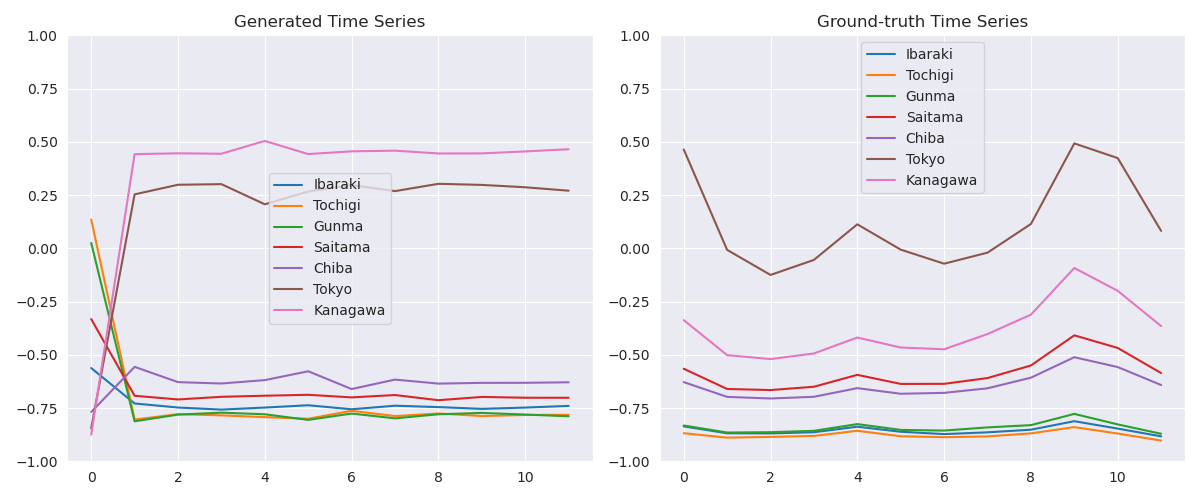 Generated Time Series
1.00
0.75
0.50
0.25
0.00
−0.25
−0.50
−0.75
−1.00
0 2 4 6 8 10
Ibaraki
Tochigi
Gunma
Saitama
Chiba
Tokyo
Kanagawa
Ground-truth Time Series
1.00
0.75
0.50
0.25
0.00
−0.25
−0.50
−0.75
−1.00
0 2 4 6 8 10
Ibaraki
Tochigi
Gunma
Saitama
Chiba
Tokyo
Kanagawa